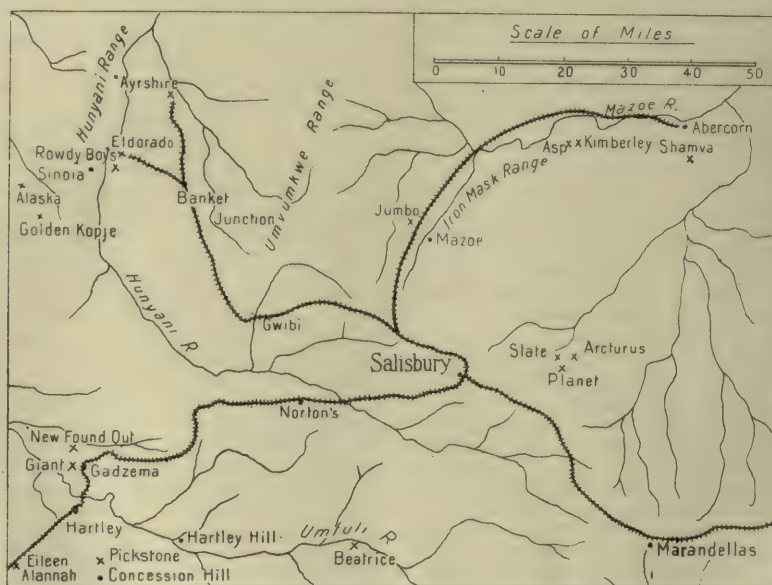 Scale of Miles
0 10 20 30 40 50
Hunyani Range
Ayrshire
Umvumkwe Range
Mazoe R.
Abercorn
Eldorado
Rowdy Boys
Sinoia
Asp
Kimberley
Shamva
Alaska
Banket
Junction
Iron Mask Range
Jumbo
Mazoe
Golden Kopje
Hunyani R
Gwibi
Slate
Arcturus
Planet
Salisbury
Norton's
New Found Out
Giant
Gadzema
Hartley
Hartley Hill
Umfuli R
Beatrice
Marandellas
Eileen
Alannah
Pickstone
Concession Hill